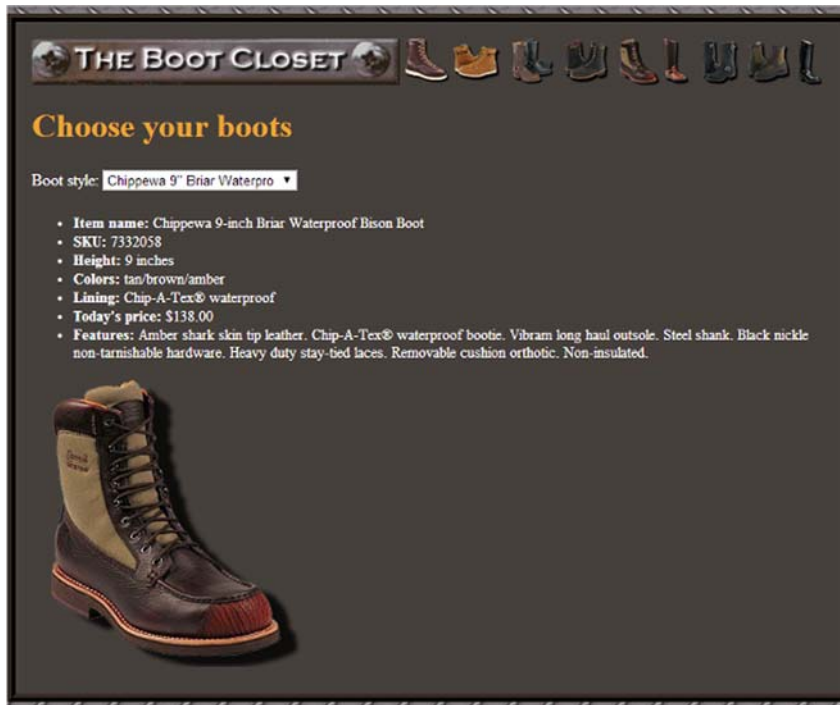 THE BOOT CLOSET
Choose your boots
Boot style: Chippewa 9" Briar Waterpro
• Item name: Chippewa 9-inch Briar Waterproof Bison Boot
• SKU: 7332058
• Height: 9 inches
• Colors: tan/brown/amber
• Lining: Chip-A-Tex® waterproof
• Today's price: $138.00
• Features: Amber shark skin tip leather. Chip-A-Tex® waterproof bootie. Vibram long haul outsole. Steel shank. Black nickle
non-tarnishable hardware. Heavy duty stay-tied laces. Removable cushion orthotic. Non-insulated.